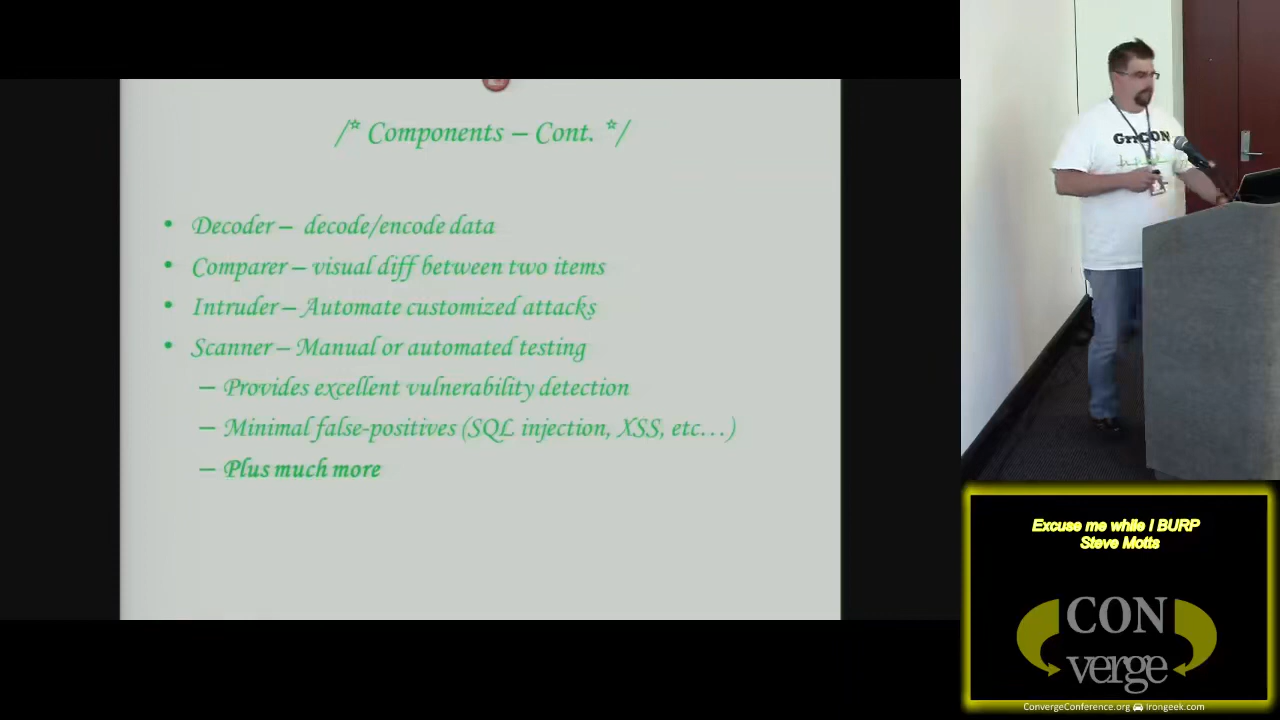 /* Components – Cont. */
• Decoder – decode/encode data
• Comparer – visual diff between two items
• Intruder – Automate customized attacks
• Scanner – Manual or automated testing
– Provides excellent vulnerability detection
– Minimal false-positives (SQL injection, XSS, etc…)
– Plus much more
GrrCON
Excuse me while I BURP
Steve Motts
CON
verge
ConvergeConference.org Irongeek.com